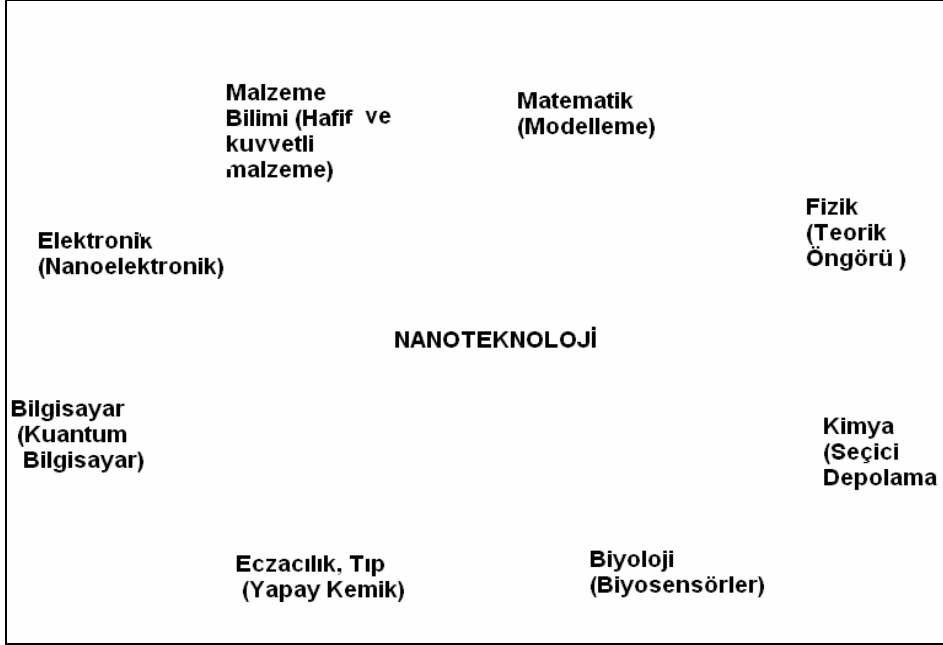 Malzeme
Bilimi (Hafif ve
kuvvetli
malzeme)
Matematik
(Modelleme)
Fizik
(Teorik
Öngörü )
Elektronik
(Nanoelektronik)
NANOTEKNOLOJİ
Bilgisayar
(Kuantum
Bilgisayar)
Kimya
(Seçici
Depolama
Eczacılık, Tıp
(Yapay Kemik)
Biyoloji
(Biyosensörler)